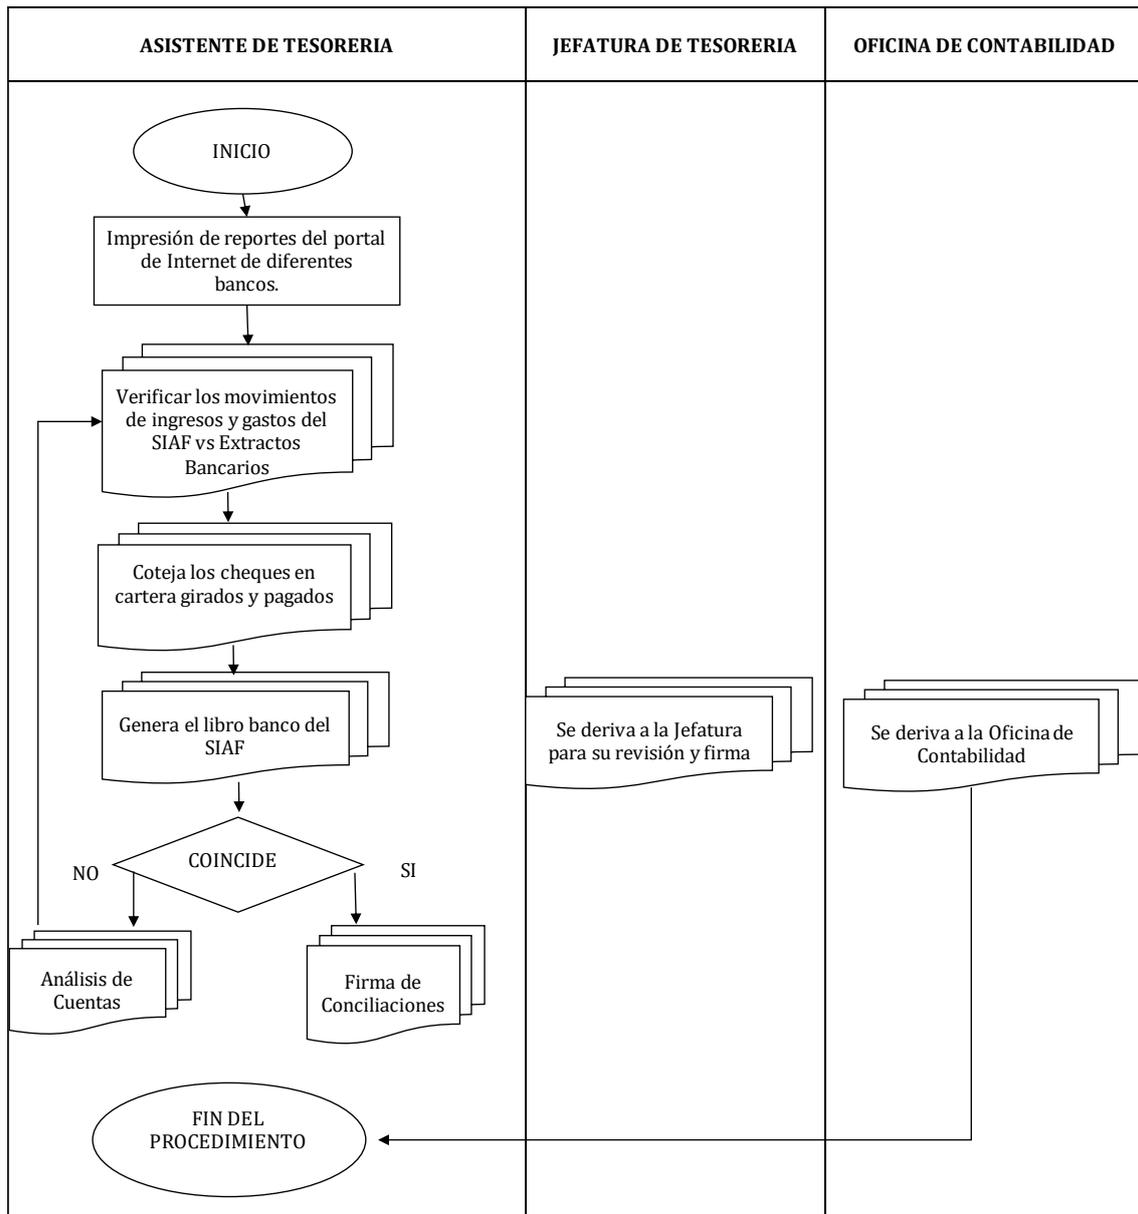 ASISTENTE DE TESORERIA
JEFATURA DE TESORERIA
OFICINA DE CONTABILIDAD
INICIO
Impresión de reportes del portal
de Internet de diferentes
bancos.
Verificar los movimientos
de ingresos y gastos del
SIAF vs Extractos
Bancarios
Coteja los cheques en
cartera girados y pagados
Genera el libro banco del
SIAF
Se deriva a la Jefatura
para su revisión y firma
Se deriva a la Oficina de
Contabilidad
COINCIDE
NO
SI
Análisis de
Cuentas
Firma de
Conciliaciones
FIN DEL
PROCEDIMIENTO